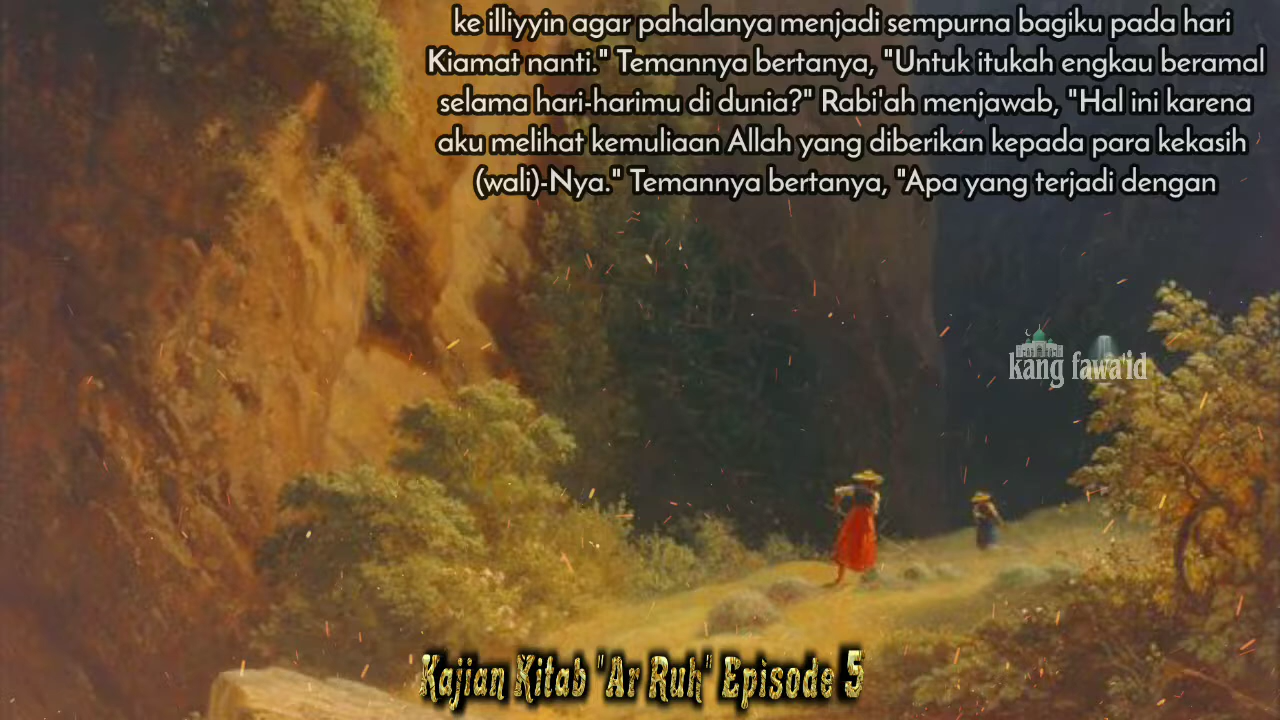 ke illiyyin agar pahalanya menjadi sempurna bagiku pada hari
Kiamat nanti." Temannya bertanya, "Untuk itukah engkau beramal
selama hari-harimu di dunia?" Rabi'ah menjawab, "Hal ini karena
aku melihat kemuliaan Allah yang diberikan kepada para kekasih
(wali)-Nya." Temannya bertanya, "Apa yang terjadi dengan
kang fawa'id
Kajian Kitab "Ar Ruh" Episode 5